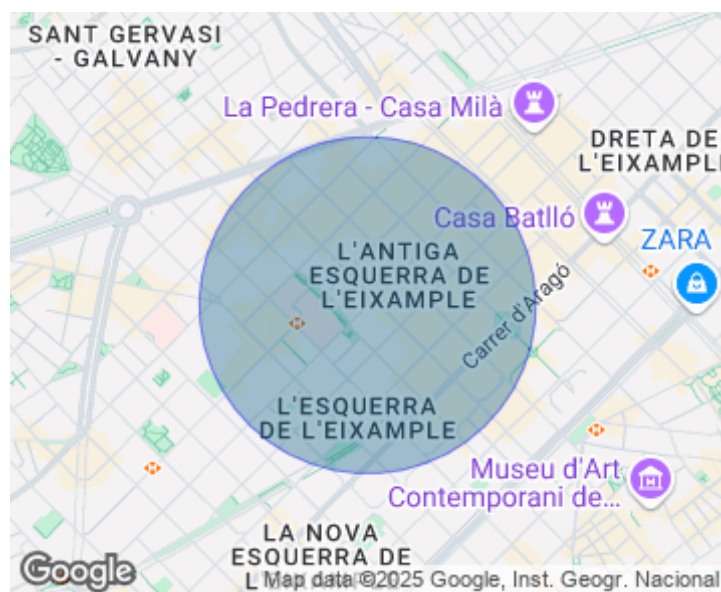 SANT GERVASI
- GALVANY
La Pedrera - Casa Milà
DRETA DE
L'EIXAMPLE
Casa Batlló
ZARA
L'ANTIGA
ESQUERRA DE
L'EIXAMPLE
Carrer d'Aragó
L'ESQUERRA
DE L'EIXAMPLE
Museu d'Art
Contemporani de...
LA NOVA
ESQUERRA DE
Google
Map data ©2025 Google, Inst. Geogr. Nacional